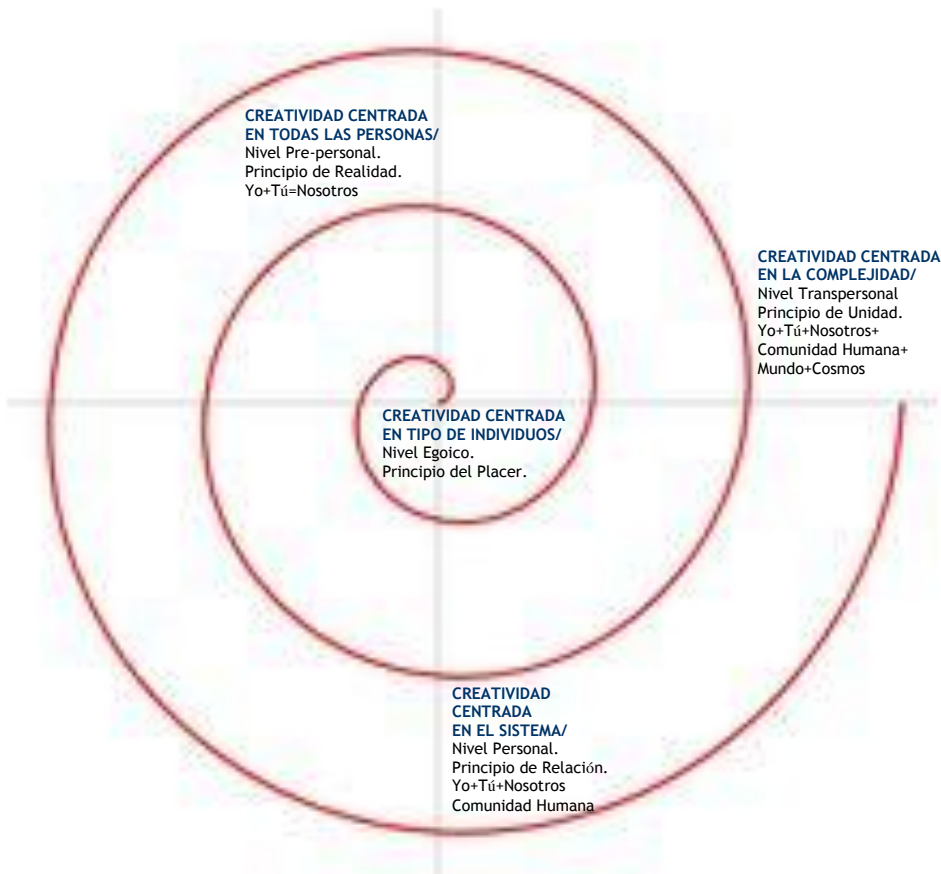 CREATIVIDAD CENTRADA
EN TODAS LAS PERSONAS/
Nivel Pre-personal.
Principio de Realidad.
Yo+Tú=Nosotros
CREATIVIDAD CENTRADA
EN LA COMPLEJIDAD/
Nivel Transpersonal
Principio de Unidad.
Yo+Tú+Nosotros+
Comunidad Humana+
Mundo+Cosmos
CREATIVIDAD CENTRADA
EN TIPO DE INDIVIDUOS/
Nivel Egoico.
Principio del Placer.
CREATIVIDAD
CENTRADA
EN EL SISTEMA/
Nivel Personal.
Principio de Relación.
Yo+Tú+Nosotros
Comunidad Humana